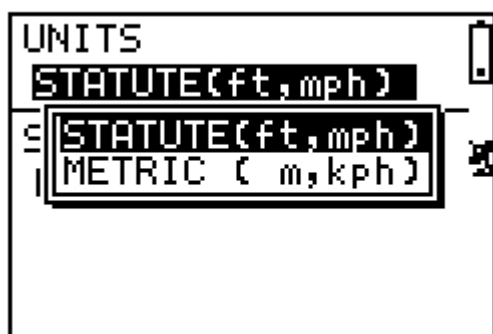 UNITS
STATUTE(ft,mph)
S
STATUTE(ft,mph)
METRIC ( m,kph)